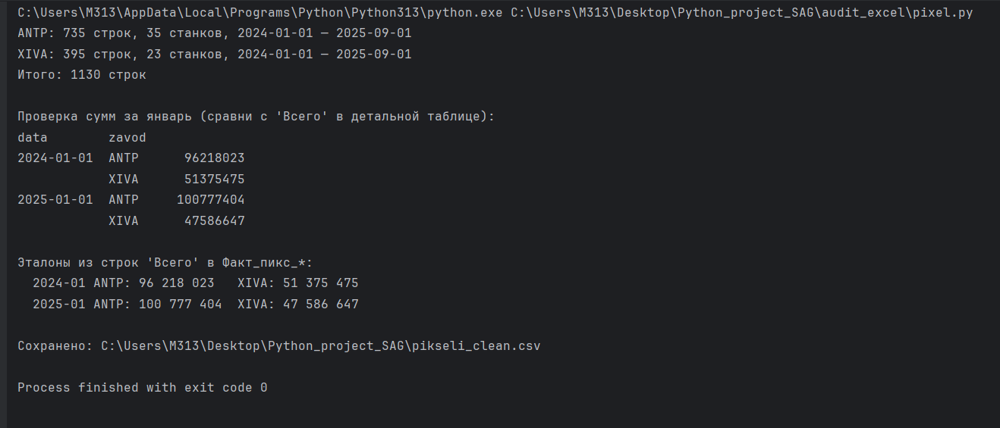 C:\Users\M313\AppData\Local\Programs\Python\Python313\python.exe C:\Users\M313\Desktop\Python_project_SAG\audit_excel\pixel.py
ANTP: 735 строк, 35 станков, 2024-01-01 — 2025-09-01
XIVA: 395 строк, 23 станков, 2024-01-01 — 2025-09-01
Итого: 1130 строк
Проверка сумм за январь (сравни с 'Всего' в детальной таблице):
data        zavod
2024-01-01  ANTP      96218023
            XIVA      51375475
2025-01-01  ANTP     100777404
            XIVA      47586647
Эталоны из строк 'Всего' в Факт_пикс_*:
  2024-01 ANTP: 96 218 023   XIVA: 51 375 475
  2025-01 ANTP: 100 777 404  XIVA: 47 586 647
Сохранено: C:\Users\M313\Desktop\Python_project_SAG\pikseli_clean.csv
Process finished with exit code 0